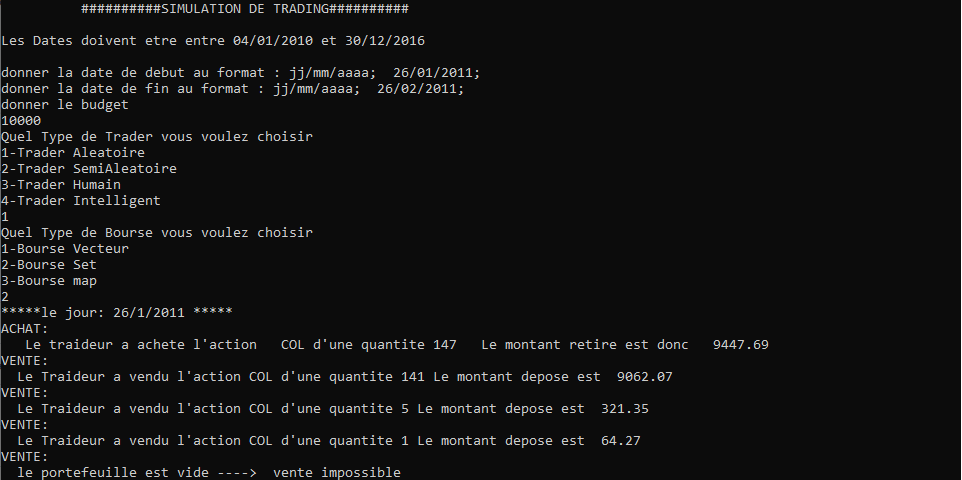 ##########SIMULATION DE TRADING##########
Les Dates doivent etre entre 04/01/2010 et 30/12/2016
donner la date de debut au format : jj/mm/aaaa;  26/01/2011;
donner la date de fin au format : jj/mm/aaaa;  26/02/2011;
donner le budget
10000
Quel Type de Trader vous voulez choisir
1-Trader Aleatoire
2-Trader SemiAleatoire
3-Trader Humain
4-Trader Intelligent
1
Quel Type de Bourse vous voulez choisir
1-Bourse Vecteur
2-Bourse Set
3-Bourse map
2
*****le jour: 26/1/2011 *****
ACHAT:
Le traideur a achete l'action   COL d'une quantite 147   Le montant retire est donc   9447.69
VENTE:
Le Traideur a vendu l'action COL d'une quantite 141 Le montant depose est  9062.07
VENTE:
Le Traideur a vendu l'action COL d'une quantite 5 Le montant depose est  321.35
VENTE:
Le Traideur a vendu l'action COL d'une quantite 1 Le montant depose est  64.27
VENTE:
le portefeuille est vide ---->  vente impossible